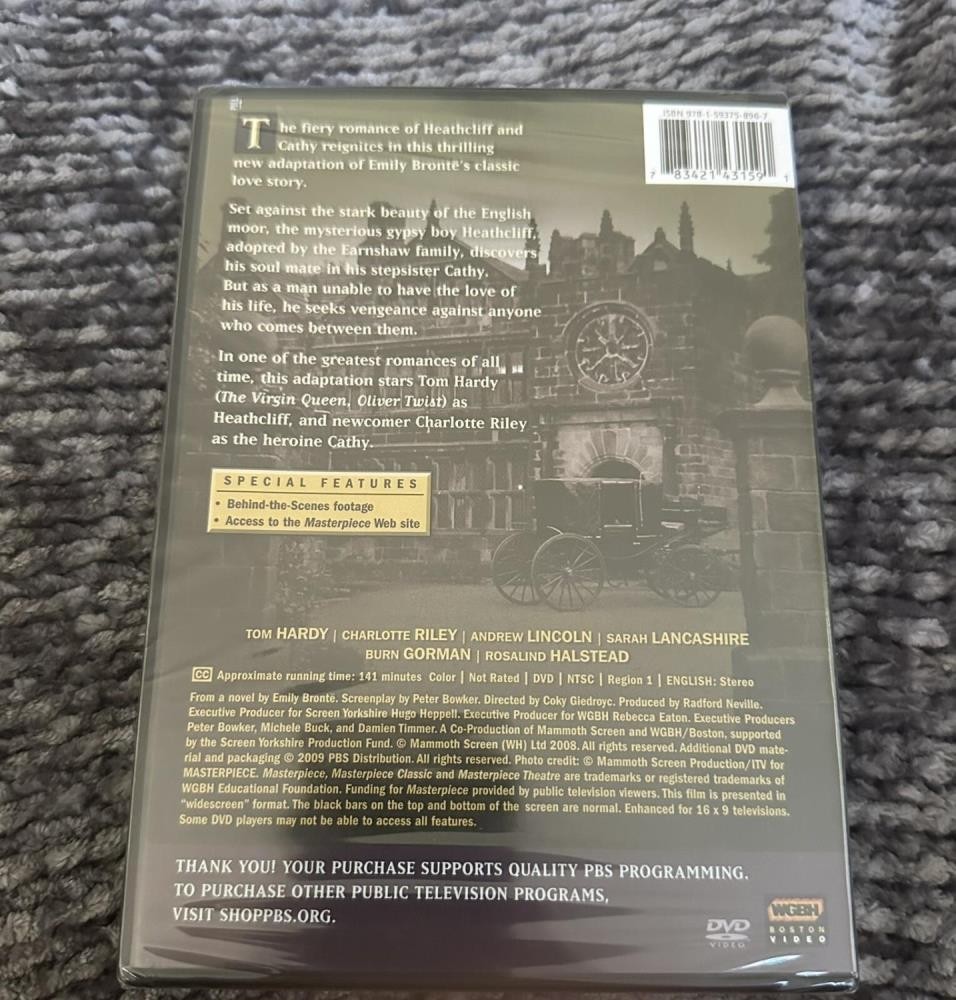 The fiery romance of Heathcliff and
Cathy reignites in this thrilling
new adaptation of Emily Brontë's classic
love story.
Set against the stark beauty of the English
moor, the mysterious gypsy boy Heathcliff,
adopted by the Earnshaw family, discovers
his soul mate in his stepsister Cathy.
But as a man unable to have the love of
his life, he seeks vengeance against anyone
who comes between them.
In one of the greatest romances of all
time, this adaptation stars Tom Hardy
(The Virgin Queen, Oliver Twist) as
Heathcliff, and newcomer Charlotte Riley
as the heroine Cathy.
ISBN 978-1-59375-896-7
7 83421 43159 1
SPECIAL FEATURES
• Behind-the-Scenes footage
• Access to the Masterpiece Web site
TOM HARDY | CHARLOTTE RILEY | ANDREW LINCOLN | SARAH LANCASHIRE
BURN GORMAN | ROSALIND HALSTEAD
CC Approximate running time: 141 minutes Color | Not Rated | DVD | NTSC | Region 1 | ENGLISH: Stereo
From a novel by Emily Brontë. Screenplay by Peter Bowker. Directed by Coky Giedroyc. Produced by Radford Neville.
Executive Producer for Screen Yorkshire Hugo Heppell. Executive Producer for WGBH Rebecca Eaton. Executive Producers
Peter Bowker, Michele Buck, and Damien Timmer. A Co-Production of Mammoth Screen and WGBH/Boston, supported
by the Screen Yorkshire Production Fund. © Mammoth Screen (WH) Ltd 2008. All rights reserved. Additional DVD mate-
rial and packaging © 2009 PBS Distribution. All rights reserved. Photo credit: © Mammoth Screen Production/ITV for
MASTERPIECE. Masterpiece, Masterpiece Classic and Masterpiece Theatre are trademarks or registered trademarks of
WGBH Educational Foundation. Funding for Masterpiece provided by public television viewers. This film is presented in
"widescreen" format. The black bars on the top and bottom of the screen are normal. Enhanced for 16 x 9 televisions.
Some DVD players may not be able to access all features.
THANK YOU! YOUR PURCHASE SUPPORTS QUALITY PBS PROGRAMMING.
TO PURCHASE OTHER PUBLIC TELEVISION PROGRAMS,
VISIT SHOPPBS.ORG.
DVD
VIDEO
WGBH
BOSTON
VIDEO